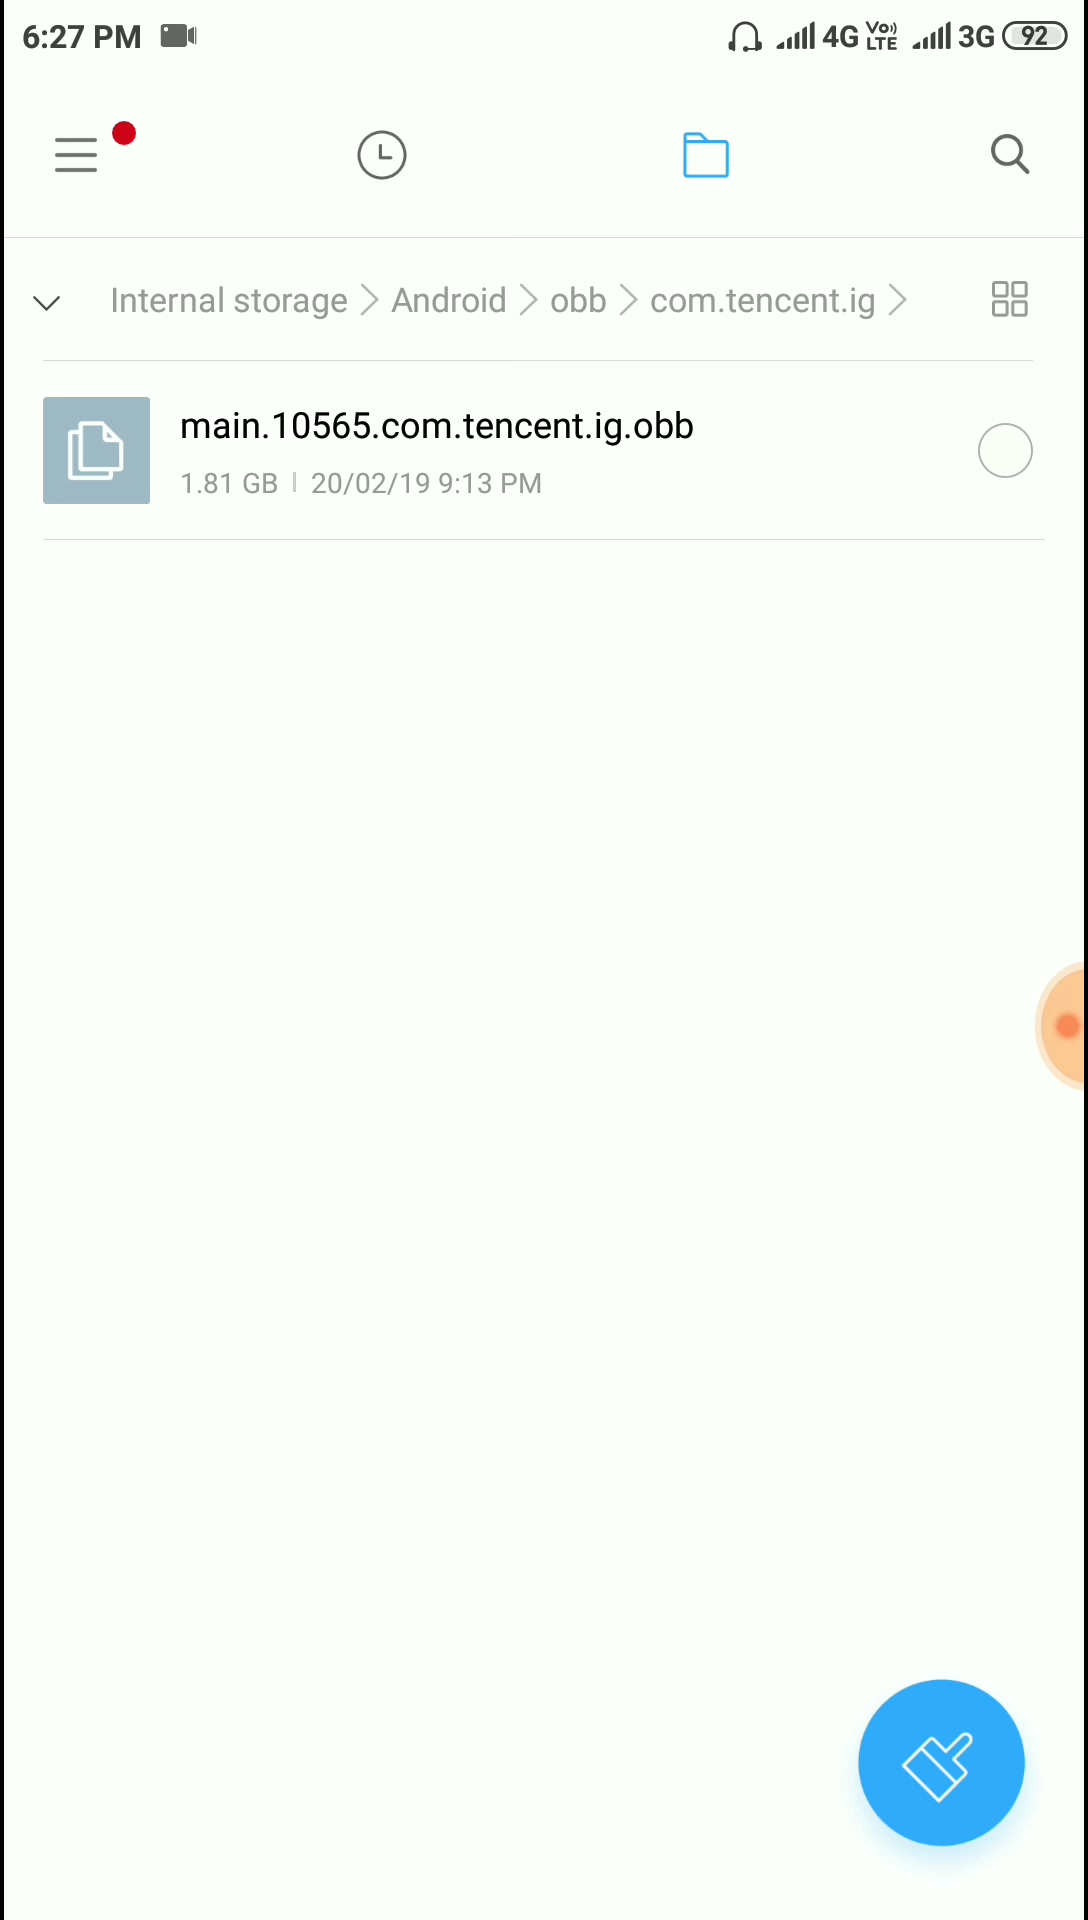 6:27 PM 4G VoLTE 3G 92
Internal storage > Android > obb > com.tencent.ig >
main.10565.com.tencent.ig.obb
1.81 GB | 20/02/19 9:13 PM